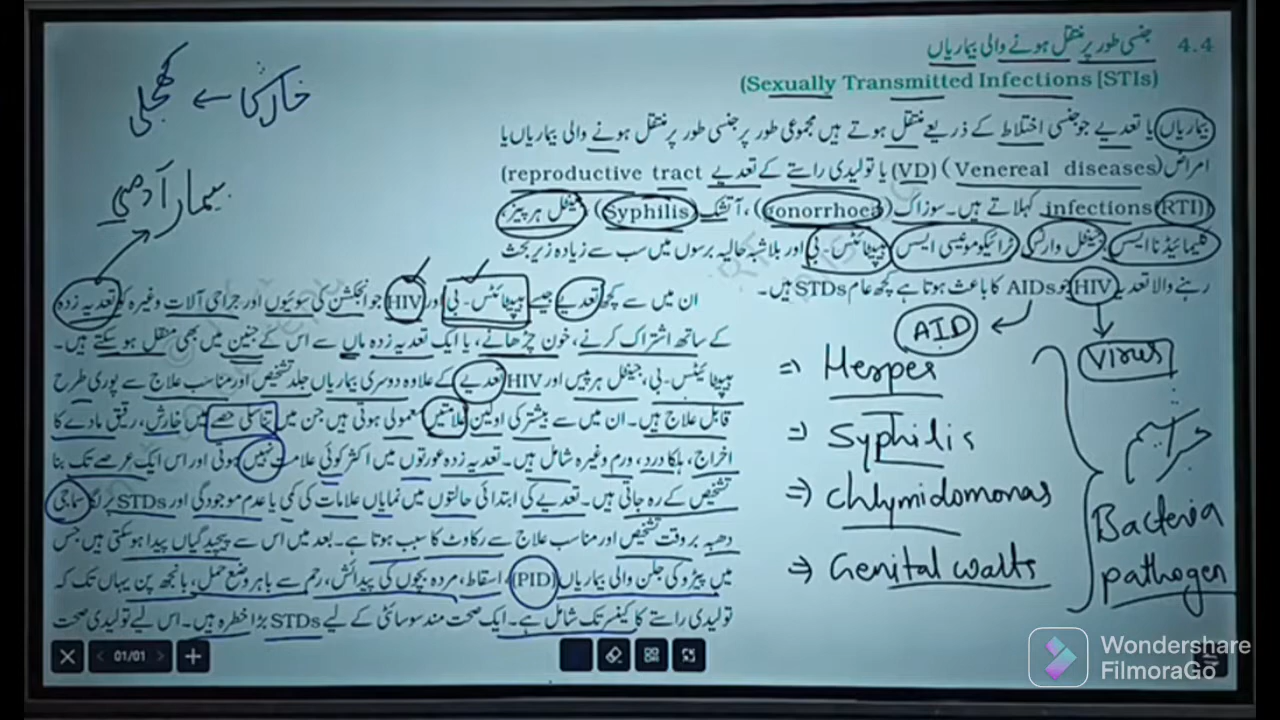 4.4 جنسی طور پر منتقل ہونے والی بیماریاں
(Sexually Transmitted Infections [STIs)
بیماریاں یا تعدیے جو جنسی اختلاط کے ذریعے منتقل ہوتے ہیں مجموعی طور پر جنسی طور پر منتقل ہونے والی بیماریاں یا
امراض (Venereal diseases) (VD) یا تولیدی راستے کے تعدیے (reproductive tract
infections (RTI)) کہلاتے ہیں۔ سوزاک (gonorrhoea)، آتشک (Syphilis) جینٹل ہرپیز،
کلیمائیڈنا ایسس جینٹل وارٹس ٹرائیکومونیسی ایسس ہیپٹائٹس-بی اور بلاشبہ حالیہ برسوں میں سب سے زیادہ زیر بحث
رہنے والا تعدیہ HIV جو AIDs کا باعث ہوتا ہے کچھ عام STDs ہیں۔
ان میں سے کچھ تعدیے جیسے ہیپٹائٹس-بی اور HIV جو انجکشن کی سوئیوں اور جراحی آلات وغیرہ کو تعدیہ زدہ
کے ساتھ اشتراک کرنے، خون چڑھانے، یا ایک تعدیہ زدہ ماں سے اس کے جنین میں بھی منتقل ہو سکتے ہیں۔
ہیپٹائیٹس-بی، جینٹل ہرپیس اور HIV تعدیے کے علاوہ دوسری بیماریاں جلد تشخیص اور مناسب علاج سے پوری طرح
قابل علاج ہیں۔ ان میں سے بیشتر کی اولین علامتیں معمولی ہوتی ہیں جن میں تناسلی حصے میں خارش، رقیق مادے کا
اخراج، ہلکا درد، ورم وغیرہ شامل ہیں۔ تعدیہ زدہ عورتوں میں اکثر کوئی علامت نہیں ہوتی اور اس لیے ایک عرصے تک بنا
تشخیص کے رہ جاتی ہیں۔ تعدیے کی ابتدائی حالتوں میں نمایاں علامات کی کمی یا عدم موجودگی اور STDs پر لگا سماجی
دھبہ بروقت تشخیص اور مناسب علاج سے رکاوٹ کا سبب ہوتا ہے۔ بعد میں اس سے پیچیدگیاں پیدا ہو سکتی ہیں جس
میں پیڑو کی جلن والی بیماریاں (PID)، اسقاط، مردہ بچوں کی پیدائش، رحم سے باہر وضع حمل، بانجھ پن یہاں تک کہ
تولیدی راستے کا کینسر تک شامل ہے۔ ایک صحت مند سوسائٹی کے لیے STDs بڑا خطرہ ہیں۔ اس لیے تولیدی صحت
کھجلی
بیمار آدمی
AID
Virus
⇒ Herpes
⇒ Syphilis
⇒ Chlymidomonas
⇒ Genital walts
جراثیم
Bacteria
pathogen
01/01
Wondershare
FilmoraGo